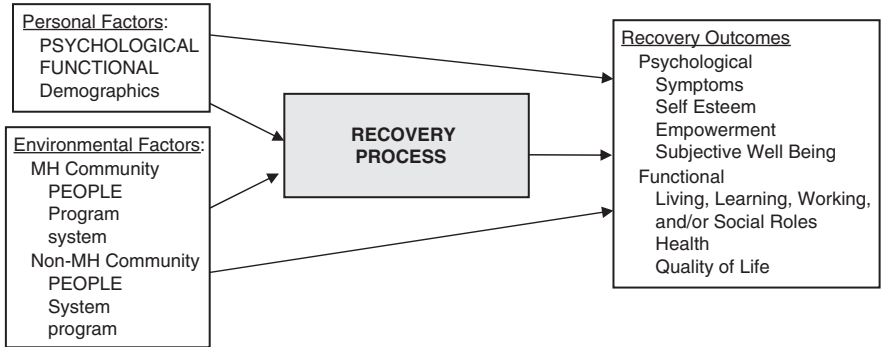 Personal Factors:
PSYCHOLOGICAL
FUNCTIONAL
Demographics
Environmental Factors:
MH Community
PEOPLE
Program
system
Non-MH Community
PEOPLE
System
program
RECOVERY
PROCESS
Recovery Outcomes
Psychological
Symptoms
Self Esteem
Empowerment
Subjective Well Being
Functional
Living, Learning, Working,
and/or Social Roles
Health
Quality of Life